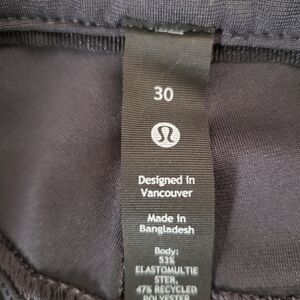 30
Designed in
Vancouver
Made in
Bangladesh
Body:
53%
ELASTOMULTIE
STER,
47% RECYCLED
POLYESTER